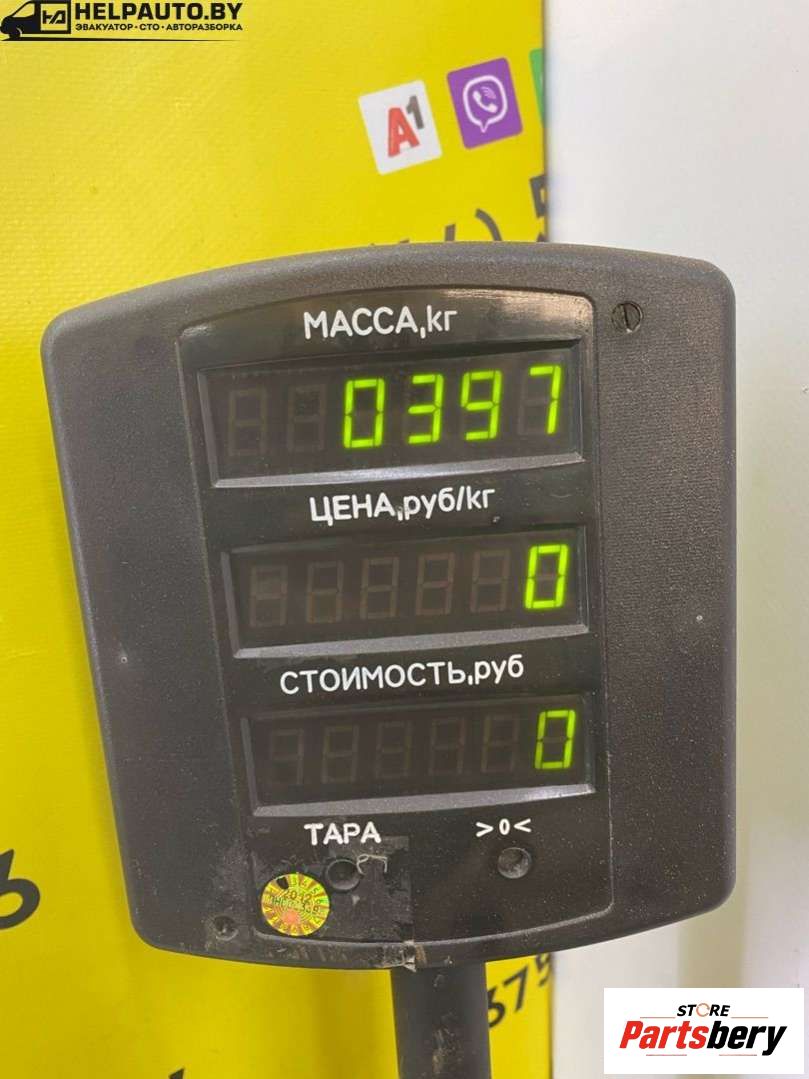 HELPAUTO.BY
ЭВАКУАТОР · СТО · АВТОРАЗБОРКА
A1
МАССА,кг
0397
ЦЕНА,руб/кг
0
СТОИМОСТЬ,руб
0
ТАРА >0<
STORE
Partsbery